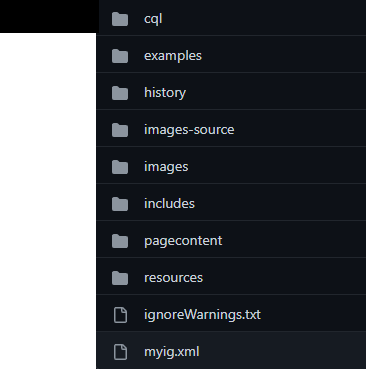 cql
examples
history
images-source
images
includes
pagecontent
resources
ignoreWarnings.txt
myig.xml